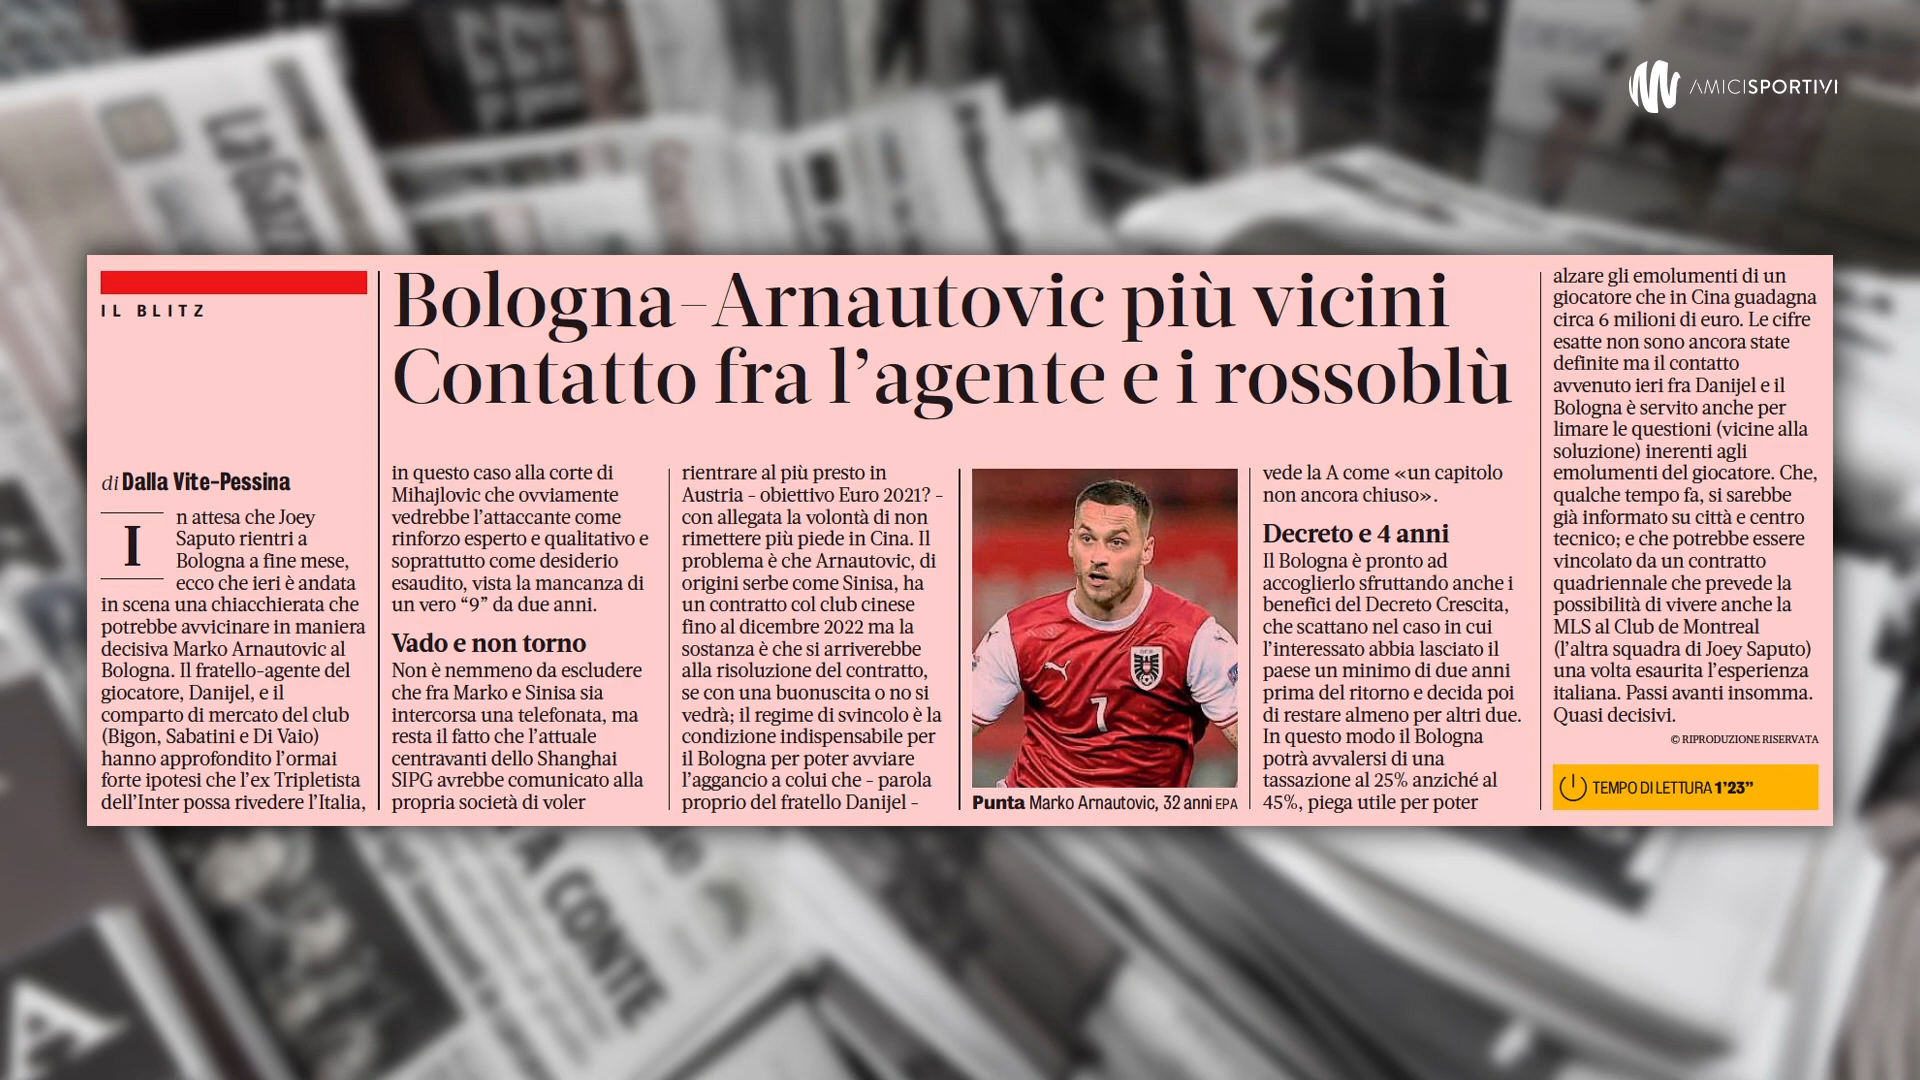 AMICISPORTIVI
IL BLITZ
Bologna-Arnautovic più vicini
Contatto fra l'agente e i rossoblù
di Dalla Vite-Pessina
In attesa che Joey
Saputo rientri a
Bologna a fine mese,
ecco che ieri è andata
in scena una chiacchierata che
potrebbe avvicinare in maniera
decisiva Marko Arnautovic al
Bologna. Il fratello-agente del
giocatore, Danijel, e il
comparto di mercato del club
(Bigon, Sabatini e Di Vaio)
hanno approfondito l'ormai
forte ipotesi che l'ex Tripletista
dell'Inter possa rivedere l'Italia,
in questo caso alla corte di
Mihajlovic che ovviamente
vedrebbe l'attaccante come
rinforzo esperto e qualitativo e
soprattutto come desiderio
esaudito, vista la mancanza di
un vero “9” da due anni.
Vado e non torno
Non è nemmeno da escludere
che fra Marko e Sinisa sia
intercorsa una telefonata, ma
resta il fatto che l'attuale
centravanti dello Shanghai
SIPG avrebbe comunicato alla
propria società di voler
rientrare al più presto in
Austria - obiettivo Euro 2021? -
con allegata la volontà di non
rimettere più piede in Cina. Il
problema è che Arnautovic, di
origini serbe come Sinisa, ha
un contratto col club cinese
fino al dicembre 2022 ma la
sostanza è che si arriverebbe
alla risoluzione del contratto,
se con una buonuscita o no si
vedrà; il regime di svincolo è la
condizione indispensabile per
il Bologna per poter avviare
l'aggancio a colui che - parola
proprio del fratello Danijel -
7
Punta Marko Arnautovic, 32 anni EPA
vede la A come «un capitolo
non ancora chiuso».
Decreto e 4 anni
Il Bologna è pronto ad
accoglierlo sfruttando anche i
benefici del Decreto Crescita,
che scattano nel caso in cui
l'interessato abbia lasciato il
paese un minimo di due anni
prima del ritorno e decida poi
di restare almeno per altri due.
In questo modo il Bologna
potrà avvalersi di una
tassazione al 25% anziché al
45%, piega utile per poter
alzare gli emolumenti di un
giocatore che in Cina guadagna
circa 6 milioni di euro. Le cifre
esatte non sono ancora state
definite ma il contatto
avvenuto ieri fra Danijel e il
Bologna è servito anche per
limare le questioni (vicine alla
soluzione) inerenti agli
emolumenti del giocatore. Che,
qualche tempo fa, si sarebbe
già informato su città e centro
tecnico; e che potrebbe essere
vincolato da un contratto
quadriennale che prevede la
possibilità di vivere anche la
MLS al Club de Montreal
(l'altra squadra di Joey Saputo)
una volta esaurita l'esperienza
italiana. Passi avanti insomma.
Quasi decisivi.
© RIPRODUZIONE RISERVATA
TEMPO DI LETTURA 1'23”
A CONTE